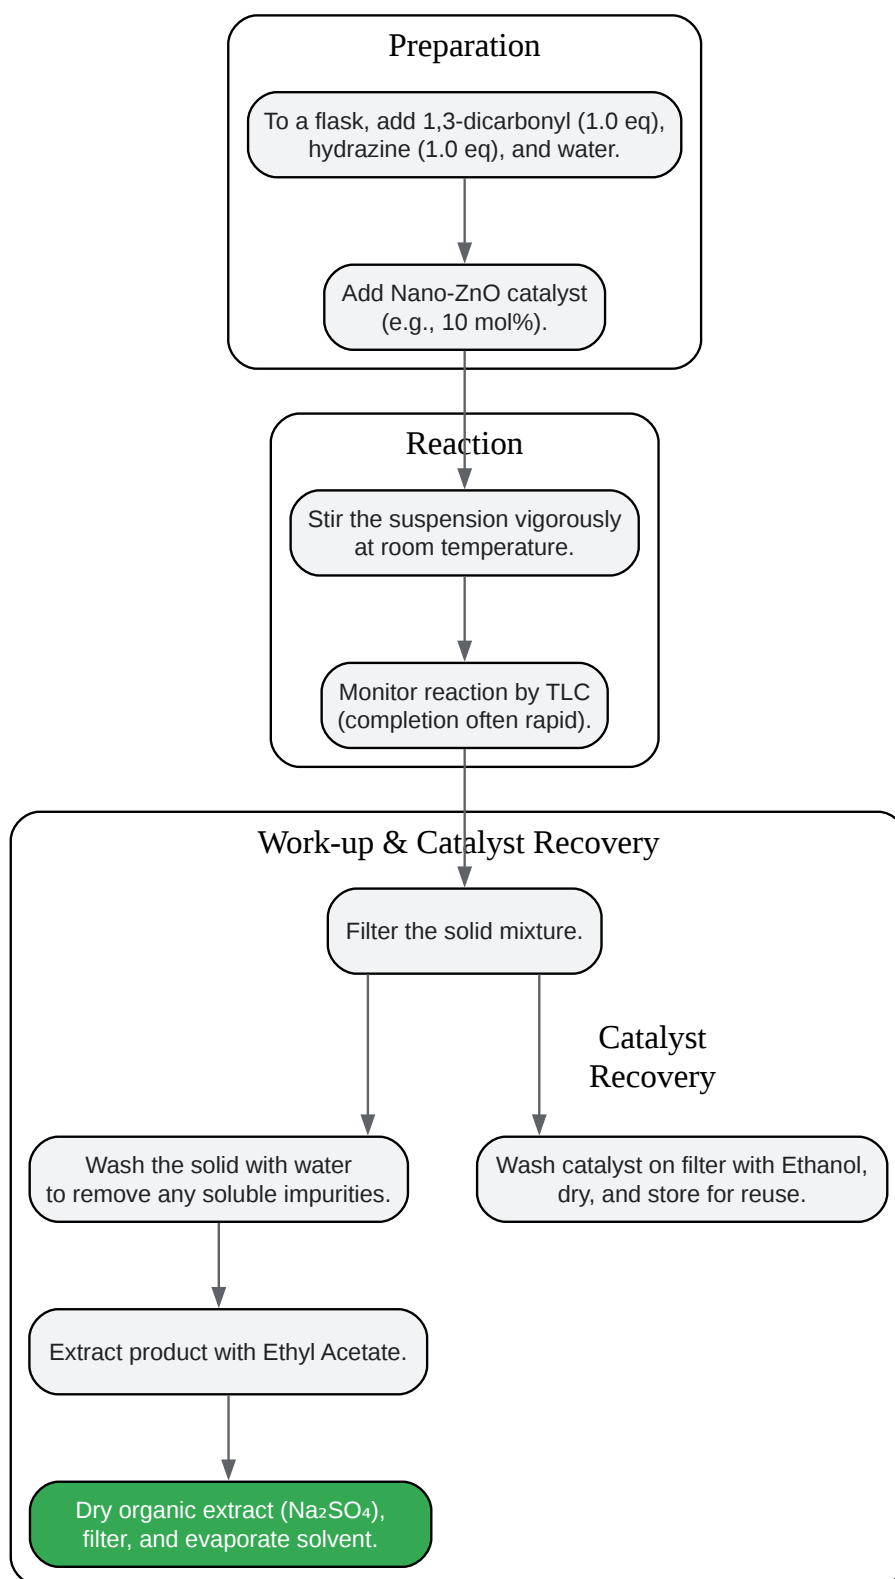 Preparation
To a flask, add 1,3-dicarbonyl (1.0 eq),
hydrazine (1.0 eq), and water.
Add Nano-ZnO catalyst
(e.g., 10 mol%).
Reaction
Stir the suspension vigorously
at room temperature.
Monitor reaction by TLC
(completion often rapid).
Work-up & Catalyst Recovery
Filter the solid mixture.
Catalyst
Recovery
Wash the solid with water
to remove any soluble impurities.
Wash catalyst on filter with Ethanol,
dry, and store for reuse.
Extract product with Ethyl Acetate.
Dry organic extract (Na₂SO₄),
filter, and evaporate solvent.